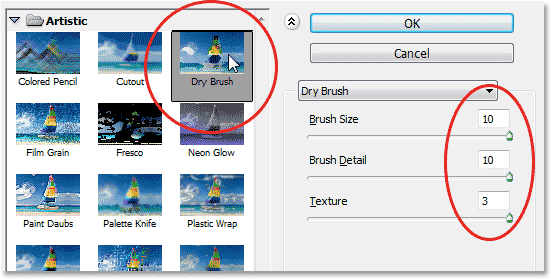 Artistic
Colored Pencil
Cutout
Dry Brush
Film Grain
Fresco
Neon Glow
Paint Daubs
Palette Knife
Plastic Wrap
OK
Cancel
Dry Brush
Brush Size 10
Brush Detail 10
Texture 3